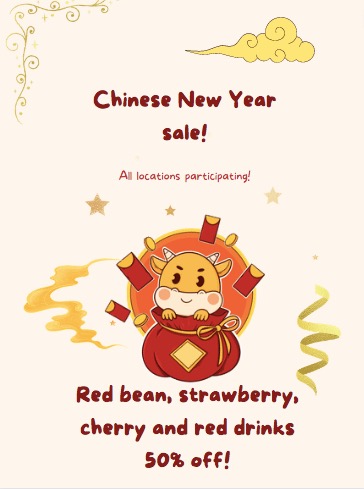 Chinese New Year
sale!
All locations participating!
Red bean, strawberry,
cherry and red drinks
50% off!